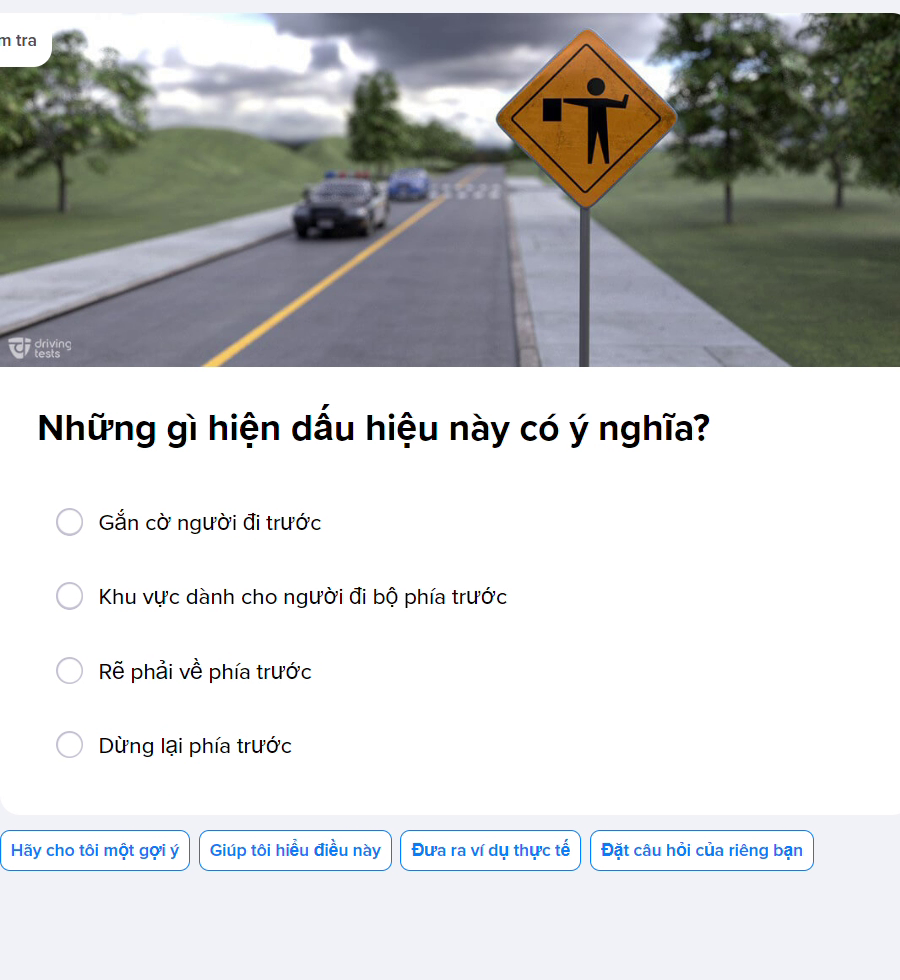 m tra
driving
tests
Những gì hiện dấu hiệu này có ý nghĩa?
Gắn cờ người đi trước
Khu vực dành cho người đi bộ phía trước
Rẽ phải về phía trước
Dừng lại phía trước
Hãy cho tôi một gợi ý
Giúp tôi hiểu điều này
Đưa ra ví dụ thực tế
Đặt câu hỏi của riêng bạn